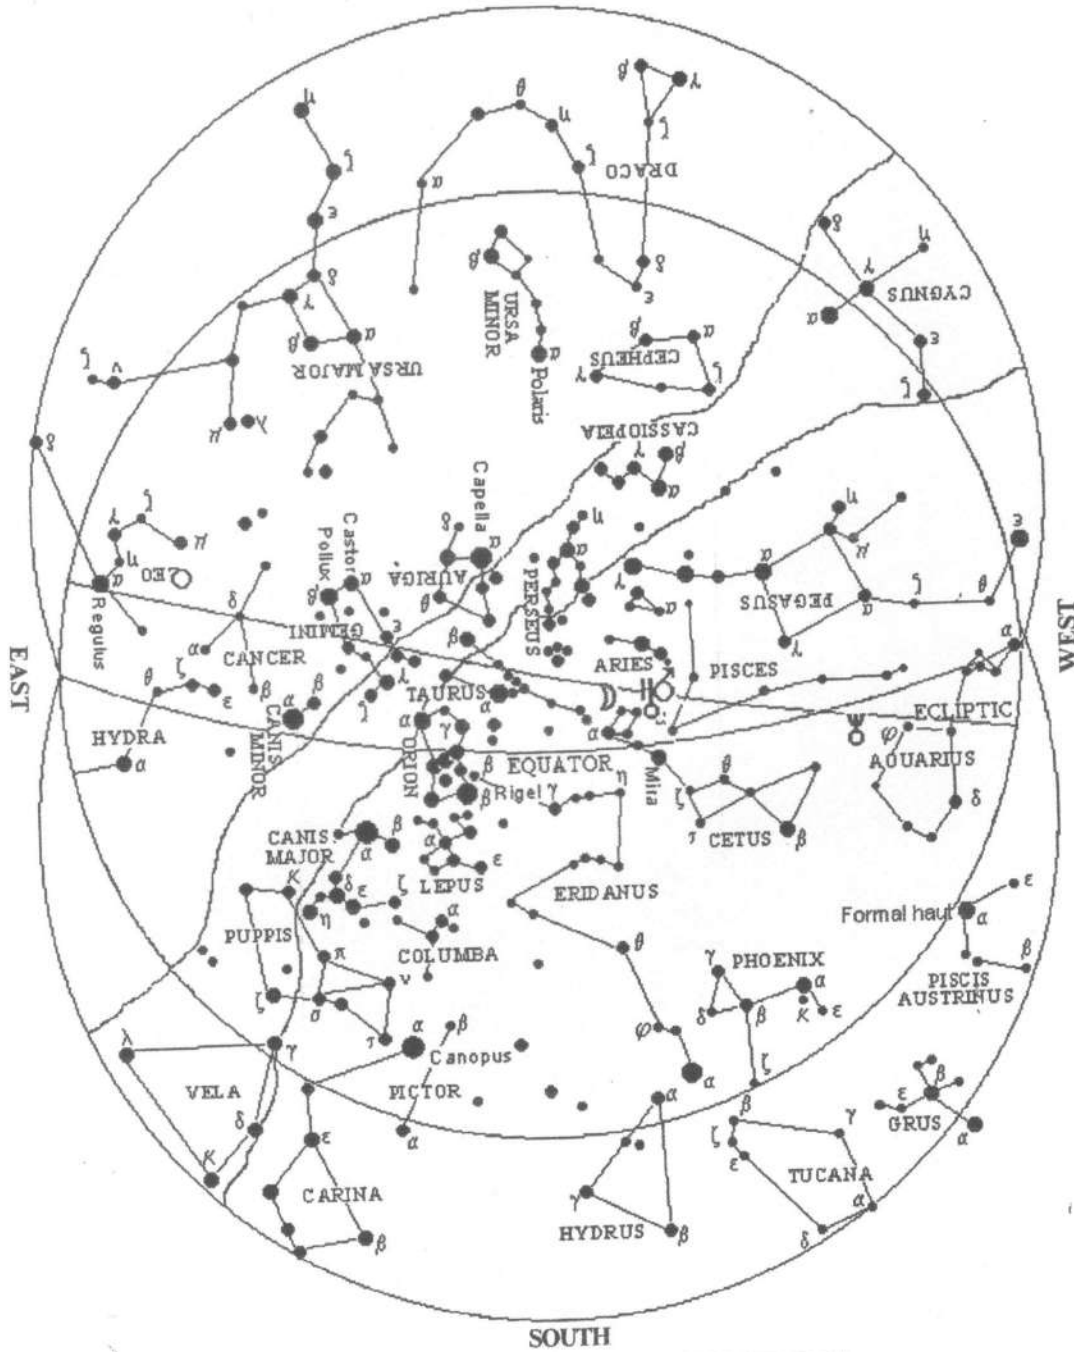 η
β
γ
θ
η
ζ
ζ
ζ
DRACO
ε
α
δ
η
δ
β
δ
γ
CYGNUS
α
ε
ζ
ε
URSA
MINOR
γ
β
α
URSA MAJOR
α
Polaris
β
α
CEPHEUS
γ
ζ
ζ
ν
μ
λ
δ
CASSIOPEIA
γ
β
α
Capella
δ
α
AURIGA
θ
Castor
Pollux
α
β
GEMINI
ε
γ
ζ
ζ
γ
η
μ
α
LEO
Regulus
η
α
PERSEUS
β
η
μ
α
PEGASUS
α
γ
ζ
θ
ε
γ
α
WEST
EAST
δ
α
CANCER
β
ARIES
PISCES
α
TAURUS
α
θ
ζ
ε
HYDRA
α
CANIS
MINOR
α
β
α
γ
ORION
β
Rigel
EQUATOR
α
Mira
ECLIPTIC
φ
AQUARIUS
δ
γ
η
ζ
θ
τ
CETUS
β
CANIS
MAJOR
α
β
δ
ε
ζ
η
α
LEPUS
ε
ERIDANUS
κ
PUPPIS
π
ν
ζ
σ
τ
α
COLUMBA
θ
φ
α
Formal haut
α
ε
β
PISCIS
AUSTRINUS
γ
PHOENIX
α
δ
β
κ
ε
ζ
λ
γ
VELA
δ
κ
α
β
Canopus
PICTOR
α
ε
CARINA
β
α
γ
HYDRUS
β
β
γ
ζ
ε
TUCANA
α
δ
β
ε
GRUS
α
SOUTH